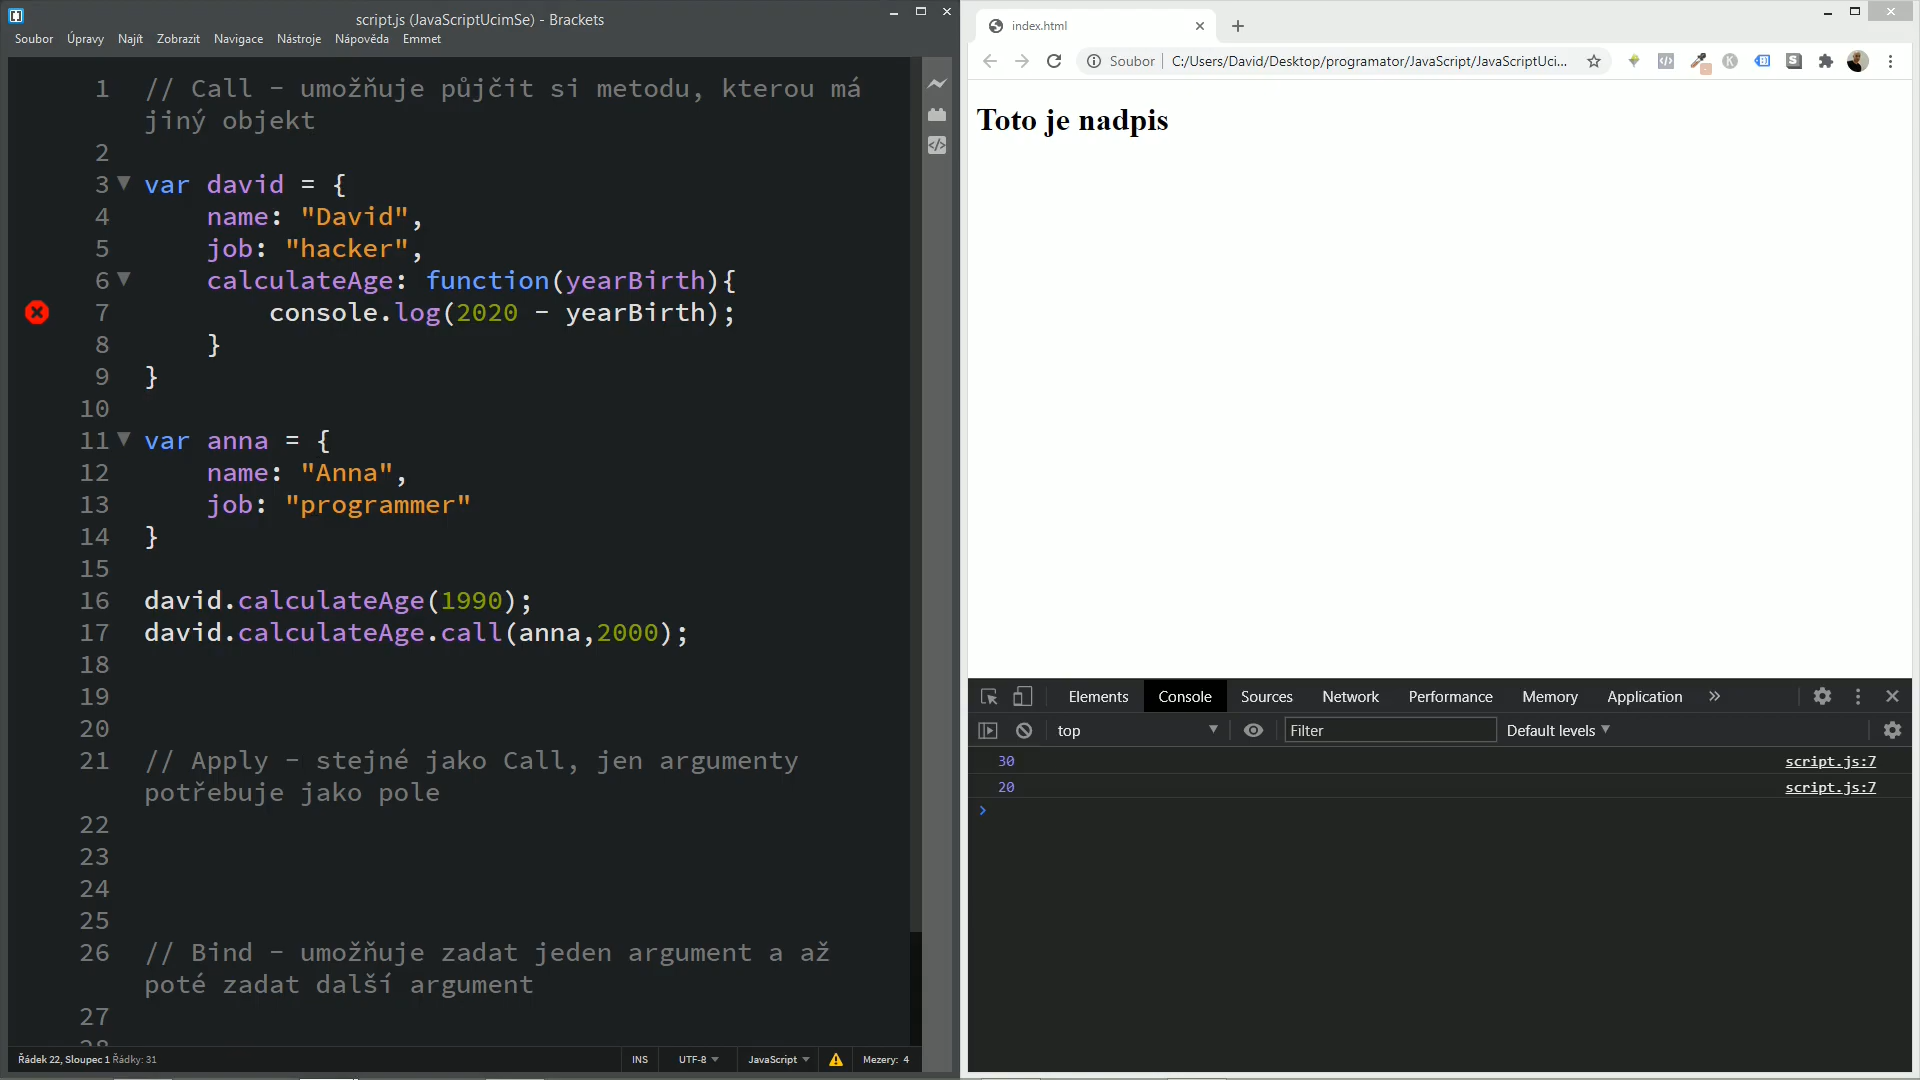 script.js (JavaScriptUcimSe) - Brackets
Soubor Úpravy Najít Zobrazit Navigace Nástroje Nápověda Emmet
1 // Call - umožňuje půjčit si metodu, kterou má
jiný objekt
2
3 var david = {
4 name: "David",
5 job: "hacker",
6 calculateAge: function(yearBirth){
7 console.log(2020 - yearBirth);
8 }
9 }
10
11 var anna = {
12 name: "Anna",
13 job: "programmer"
14 }
15
16 david.calculateAge(1990);
17 david.calculateAge.call(anna,2000);
18
19
20
21 // Apply - stejné jako Call, jen argumenty
potřebuje jako pole
22
23
24
25
26 // Bind - umožňuje zadat jeden argument a až
poté zadat další argument
27
28
Řádek 22, Sloupec 1 Řádky: 31 INS UTF-8 JavaScript Mezery: 4
index.html
Soubor C:/Users/David/Desktop/programator/JavaScript/JavaScriptUci...
Toto je nadpis
Elements Console Sources Network Performance Memory Application »
top Filter Default levels
30 script.js:7
20 script.js:7
>